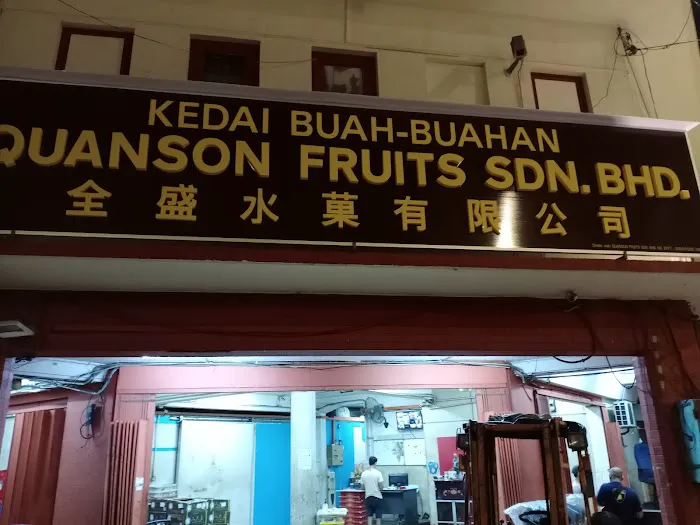 KEDAI BUAH-BUAHAN
QUANSON FRUITS SDN. BHD.
全盛水菓有限公司